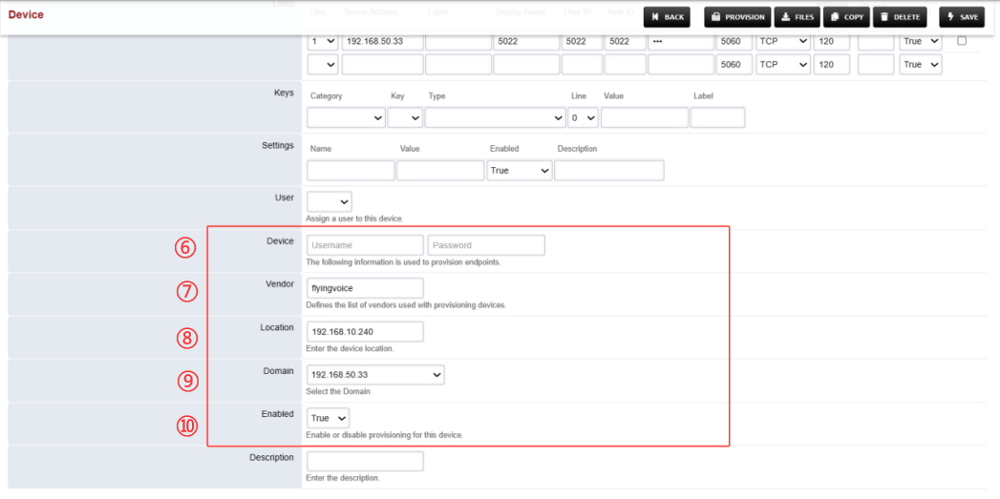 Device
BACK PROVISION FILES COPY DELETE SAVE
Lines
Line Server Address Label Display Name User ID Auth ID
1 192.168.50.33 5022 5022 5022 ••• 5060 TCP 120 True
5060 TCP 120 True
Keys
Category Key Type Line Value Label
0
Settings
Name Value Enabled Description
True
User
Assign a user to this device.
⑥ Device Username Password
The following information is used to provision endpoints.
⑦ Vendor flyingvoice
Defines the list of vendors used with provisioning devices.
⑧ Location 192.168.10.240
Enter the device location.
⑨ Domain 192.168.50.33
Select the Domain
⑩ Enabled True
Enable or disable provisioning for this device.
Description
Enter the description.